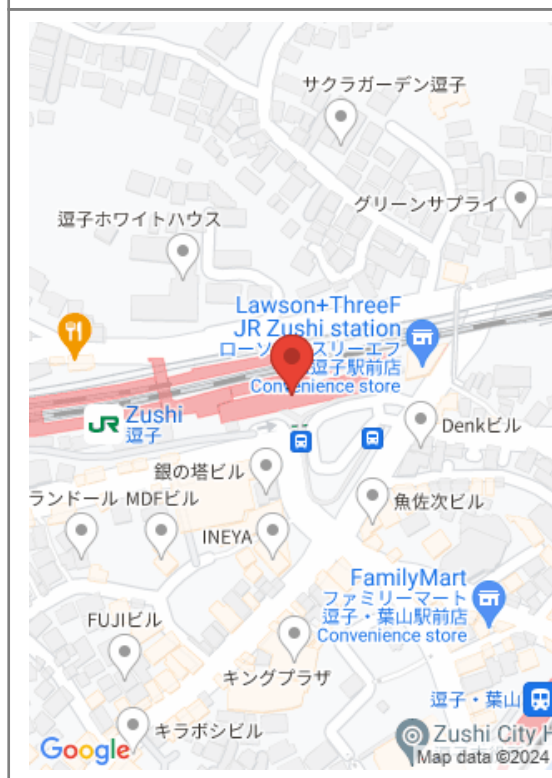 サクラガーデン逗子
グリーンサプライ
逗子ホワイトハウス
Lawson+ThreeF
JR Zushi station
ローソン スリーエフ
逗子駅前店
Convenience store
JR Zushi
逗子
Denkビル
銀の塔ビル
ランドール MDFビル
魚佐次ビル
INEYA
FamilyMart
ファミリーマート
逗子・葉山駅前店
Convenience store
FUJIビル
キングプラザ
逗子・葉山
キラボシビル
Zushi City H
Google
Map data ©2024